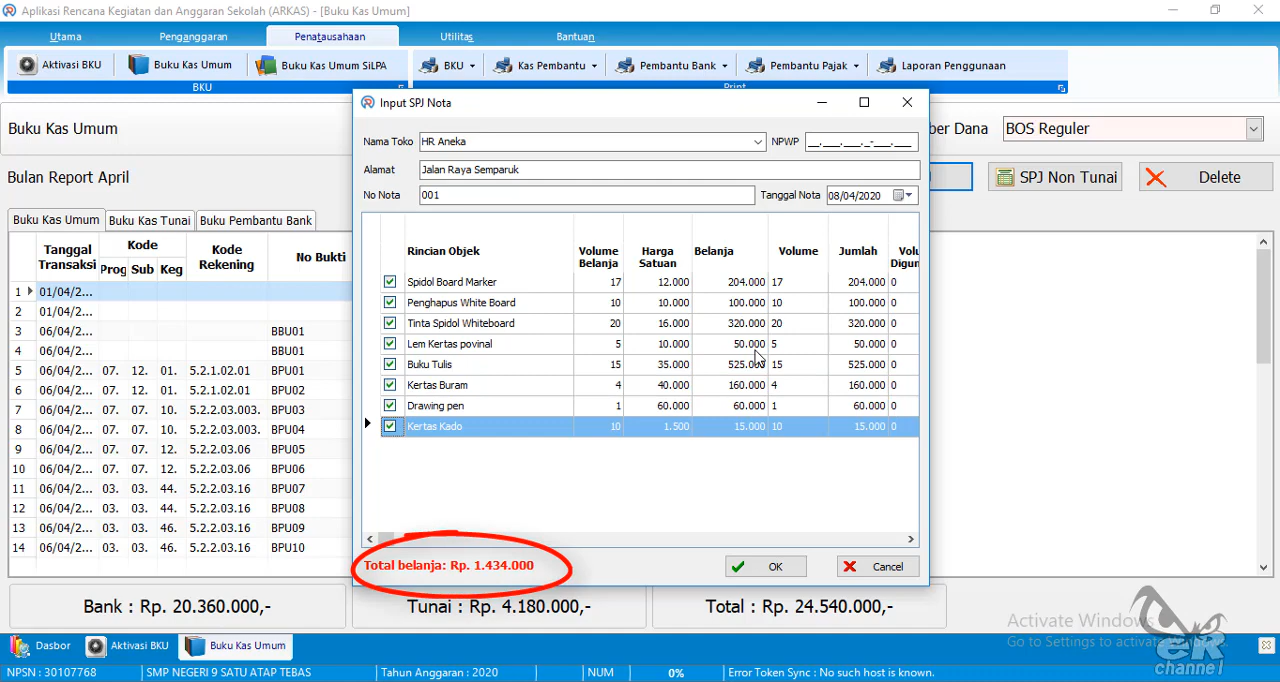 Aplikasi Rencana Kegiatan dan Anggaran Sekolah (ARKAS) - [Buku Kas Umum]
Utama Penganggaran Penatausahaan Utilitas Bantuan
Aktivasi BKU Buku Kas Umum Buku Kas Umum SiLPA BKU Kas Pembantu Pembantu Bank Pembantu Pajak Laporan Penggunaan
BKU Print
Buku Kas Umum
ber Dana BOS Reguler
Bulan Report April
SPJ Non Tunai Delete
Buku Kas Umum Buku Kas Tunai Buku Pembantu Bank
Tanggal Transaksi Kode Prog Sub Keg Kode Rekening No Bukti
1 01/04/2...
2 01/04/2...
3 06/04/2... BBU01
4 06/04/2... BBU01
5 06/04/2... 07. 12. 01. 5.2.1.02.01 BPU01
6 06/04/2... 07. 12. 01. 5.2.1.02.01 BPU02
7 06/04/2... 07. 07. 10. 5.2.2.03.003. BPU03
8 06/04/2... 07. 07. 10. 5.2.2.03.003. BPU04
9 06/04/2... 07. 07. 12. 5.2.2.03.06 BPU05
10 06/04/2... 07. 07. 12. 5.2.2.03.06 BPU06
11 06/04/2... 03. 03. 44. 5.2.2.03.16 BPU07
12 06/04/2... 03. 03. 44. 5.2.2.03.16 BPU08
13 06/04/2... 03. 03. 46. 5.2.2.03.16 BPU09
14 06/04/2... 03. 03. 46. 5.2.2.03.16 BPU10
Input SPJ Nota
Nama Toko HR Aneka NPWP __.___.___._-___.___
Alamat Jalan Raya Semparuk
No Nota 001 Tanggal Nota 08/04/2020
Rincian Objek Volume Belanja Harga Satuan Belanja Volume Jumlah Volu Digun
Spidol Board Marker 17 12.000 204.000 17 204.000 0
Penghapus White Board 10 10.000 100.000 10 100.000 0
Tinta Spidol Whiteboard 20 16.000 320.000 20 320.000 0
Lem Kertas povinal 5 10.000 50.000 5 50.000 0
Buku Tulis 15 35.000 525.000 15 525.000 0
Kertas Buram 4 40.000 160.000 4 160.000 0
Drawing pen 1 60.000 60.000 1 60.000 0
Kertas Kado 10 1.500 15.000 10 15.000 0
Total belanja: Rp. 1.434.000
OK Cancel
Bank : Rp. 20.360.000,- Tunai : Rp. 4.180.000,- Total : Rp. 24.540.000,-
Activate Windows
Go to Settings to activate
eR
channel
Dasbor Aktivasi BKU Buku Kas Umum
NPSN : 30107768 SMP NEGERI 9 SATU ATAP TEBAS Tahun Anggaran : 2020 NUM 0% Error Token Sync : No such host is known.